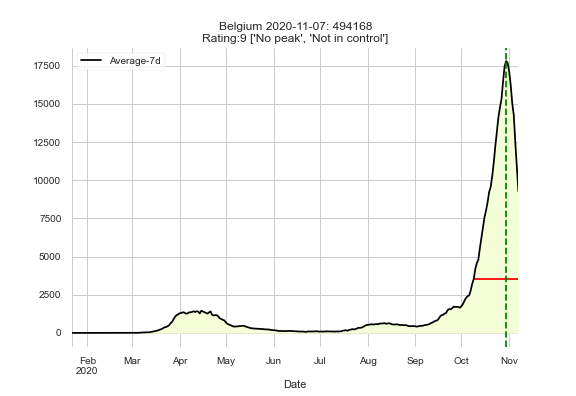 Belgium 2020-11-07: 494168
Rating:9 ['No peak', 'Not in control']
Average-7d
17500
15000
12500
10000
7500
5000
2500
0
Feb Mar Apr May Jun Jul Aug Sep Oct Nov
2020
Date